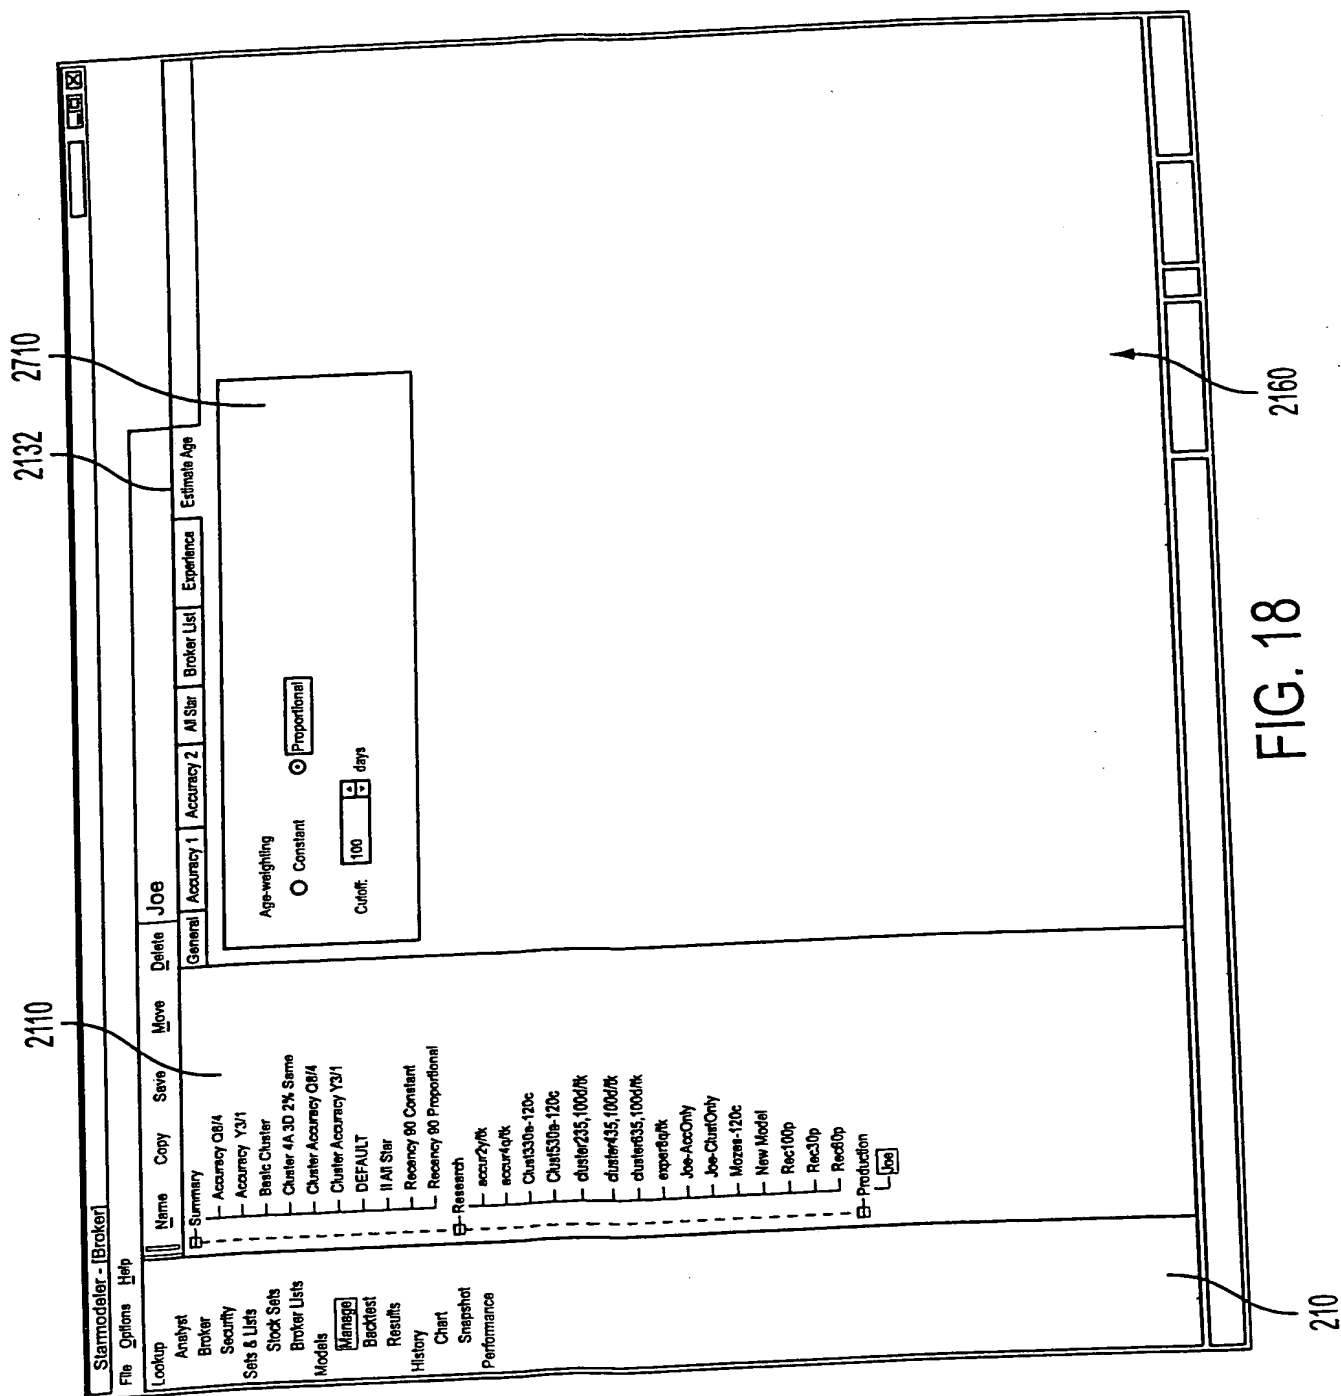 Starmodeler - [Broker]
File Options Help
Lookup
Analyst
Broker
Security
Sets & Lists
Stock Sets
Broker Lists
Models
Manage
Backtest
Results
History
Chart
Snapshot
Performance
Name Copy Save Move Delete
Summary
Accuracy Q8/4
Accuracy Y3/1
Basic Cluster
Cluster 4A 3D 2% Same
Cluster Accuracy Q8/4
Cluster Accuracy Y3/1
DEFAULT
II All Star
Recency 90 Constant
Recency 90 Proportional
Research
accur2y/tk
accur4q/tk
Clust330e-120c
Clust530e-120c
cluster235,100d/tk
cluster435,100d/tk
cluster635,100d/tk
exper8q/tk
Joe-AccOnly
Joe-ClustOnly
Mozes-120c
New Model
Rec100p
Rec30p
Rec60p
Production
Joe
Joe
General Accuracy 1 Accuracy 2 All Star Broker List Experience Estimate Age
Age-weighting
Constant Proportional
Cutoff: 100 days
2110
2132
2710
210
2160
FIG. 18